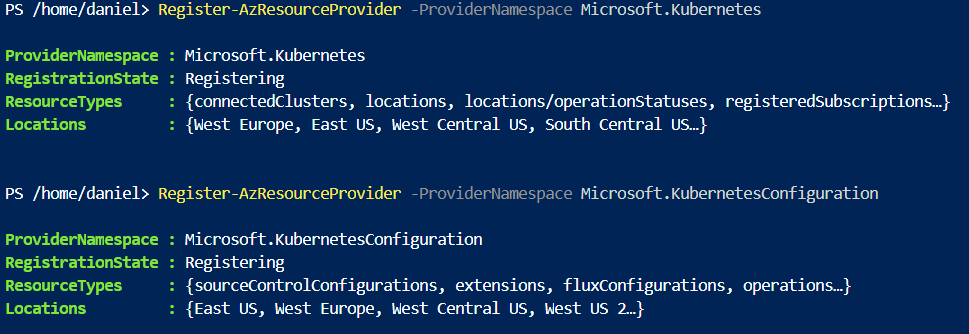 PS /home/daniel> Register-AzResourceProvider -ProviderNamespace Microsoft.Kubernetes
ProviderNamespace : Microsoft.Kubernetes
RegistrationState : Registering
ResourceTypes     : {connectedClusters, locations, locations/operationStatuses, registeredSubscriptions…}
Locations         : {West Europe, East US, West Central US, South Central US…}
PS /home/daniel> Register-AzResourceProvider -ProviderNamespace Microsoft.KubernetesConfiguration
ProviderNamespace : Microsoft.KubernetesConfiguration
RegistrationState : Registering
ResourceTypes     : {sourceControlConfigurations, extensions, fluxConfigurations, operations…}
Locations         : {East US, West Europe, West Central US, West US 2…}